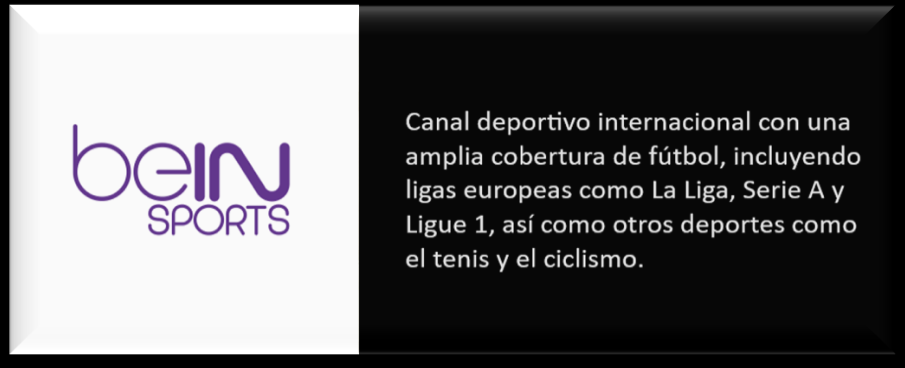 beIN
SPORTS
Canal deportivo internacional con una
amplia cobertura de fútbol, incluyendo
ligas europeas como La Liga, Serie A y
Ligue 1, así como otros deportes como
el tenis y el ciclismo.